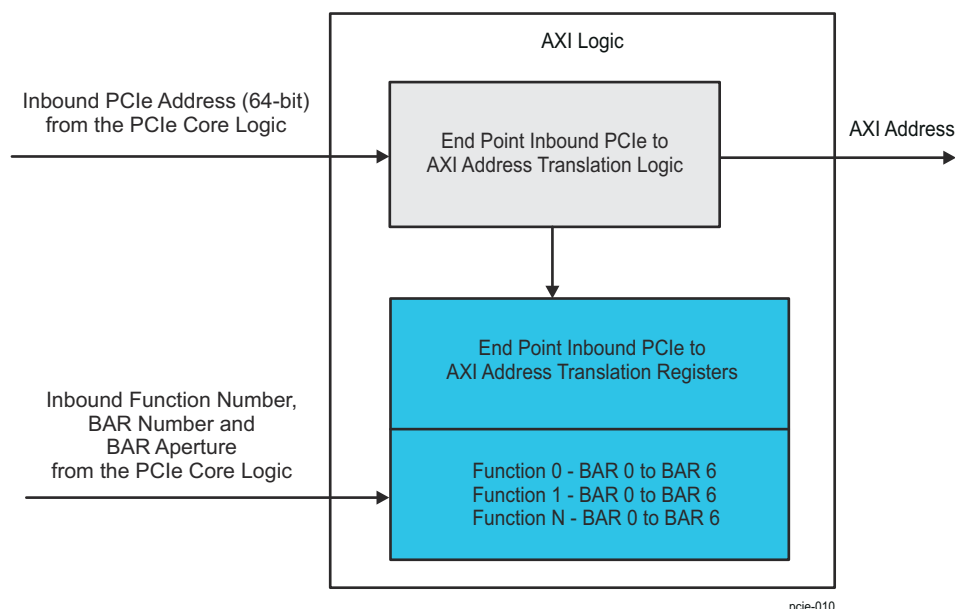 AXI Logic
Inbound PCIe Address (64-bit)
from the PCIe Core Logic
End Point Inbound PCIe to
AXI Address Translation Logic
AXI Address
End Point Inbound PCIe to
AXI Address Translation Registers
Inbound Function Number,
BAR Number and
BAR Aperture
from the PCIe Core Logic
Function 0 - BAR 0 to BAR 6
Function 1 - BAR 0 to BAR 6
Function N - BAR 0 to BAR 6
pcie-010